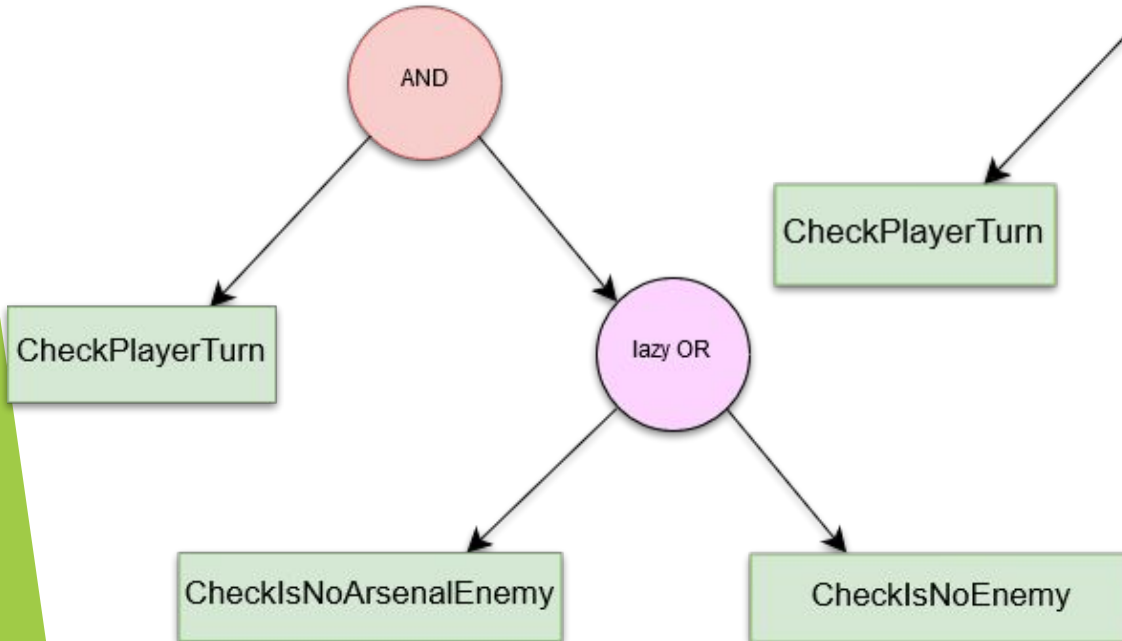 AND
CheckPlayerTurn
CheckPlayerTurn
lazy OR
CheckIsNoArsenalEnemy
CheckIsNoEnemy